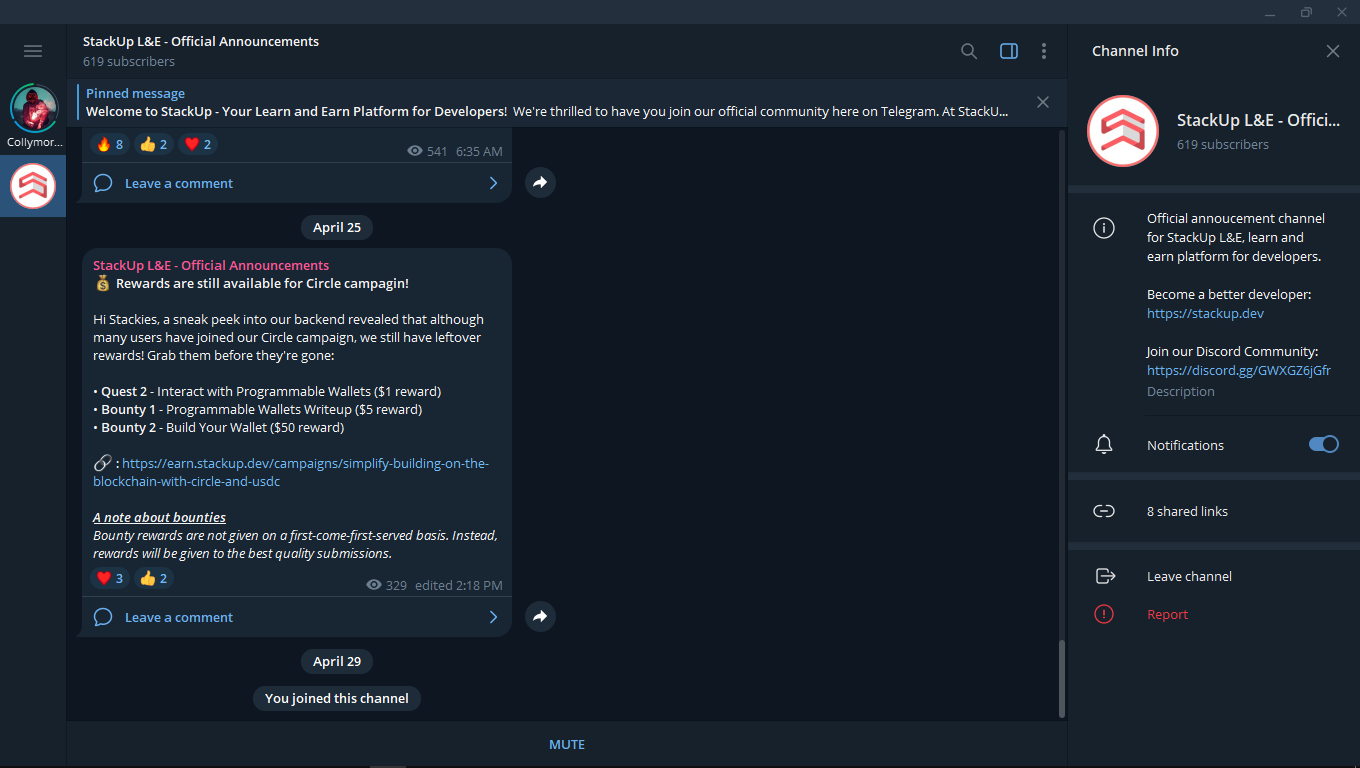 StackUp L&E - Official Announcements
619 subscribers
Pinned message
Welcome to StackUp - Your Learn and Earn Platform for Developers! We're thrilled to have you join our official community here on Telegram. At StackU...
Collymor...
🔥 8 👍 2 ❤️ 2
541 6:35 AM
Leave a comment
April 25
StackUp L&E - Official Announcements
💰 Rewards are still available for Circle campagin!
Hi Stackies, a sneak peek into our backend revealed that although
many users have joined our Circle campaign, we still have leftover
rewards! Grab them before they're gone:
• Quest 2 - Interact with Programmable Wallets ($1 reward)
• Bounty 1 - Programmable Wallets Writeup ($5 reward)
• Bounty 2 - Build Your Wallet ($50 reward)
🔗 : https://earn.stackup.dev/campaigns/simplify-building-on-the-
blockchain-with-circle-and-usdc
A note about bounties
Bounty rewards are not given on a first-come-first-served basis. Instead,
rewards will be given to the best quality submissions.
❤️ 3 👍 2
329 edited 2:18 PM
Leave a comment
April 29
You joined this channel
MUTE
Channel Info
StackUp L&E - Offici...
619 subscribers
Official annoucement channel
for StackUp L&E, learn and
earn platform for developers.
Become a better developer:
https://stackup.dev
Join our Discord Community:
https://discord.gg/GWXGZ6jGfr
Description
Notifications
8 shared links
Leave channel
Report